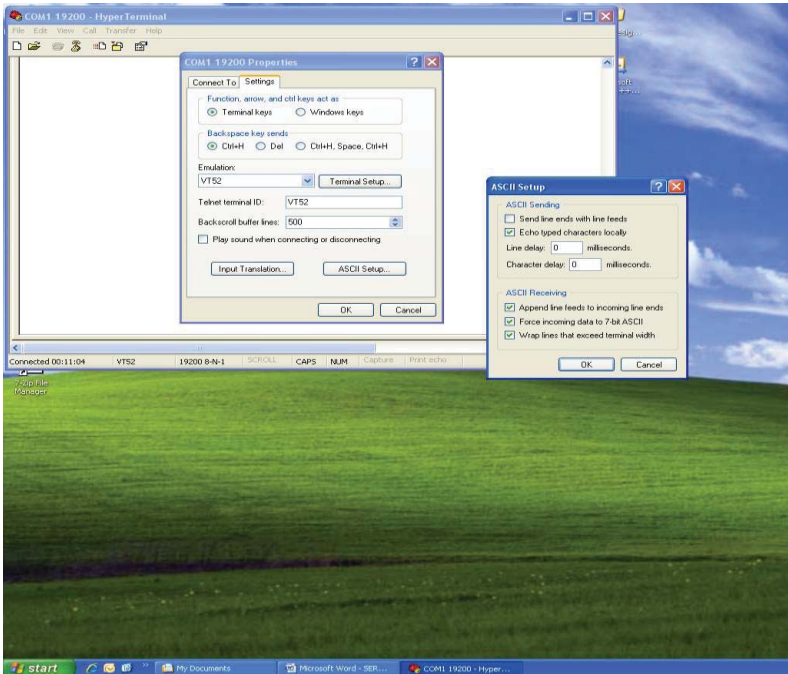 COM1 19200 - HyperTerminal
File Edit View Call Transfer Help
COM1 19200 Properties
Connect To Settings
Function, arrow, and ctrl keys act as
Terminal keys Windows keys
Backspace key sends
Ctrl+H Del Ctrl+H, Space, Ctrl+H
Emulation:
VT52 Terminal Setup...
Telnet terminal ID: VT52
Backscroll buffer lines: 500
Play sound when connecting or disconnecting
Input Translation... ASCII Setup...
OK Cancel
Connected 00:11:04 VT52 19200 8-N-1 SCROLL CAPS NUM Capture Print echo
ASCII Setup
ASCII Sending
Send line ends with line feeds
Echo typed characters locally
Line delay: 0 milliseconds.
Character delay: 0 milliseconds.
ASCII Receiving
Append line feeds to incoming line ends
Force incoming data to 7-bit ASCII
Wrap lines that exceed terminal width
OK Cancel
7-Zip File
Manager
start My Documents Microsoft Word - SER... COM1 19200 - Hyper...